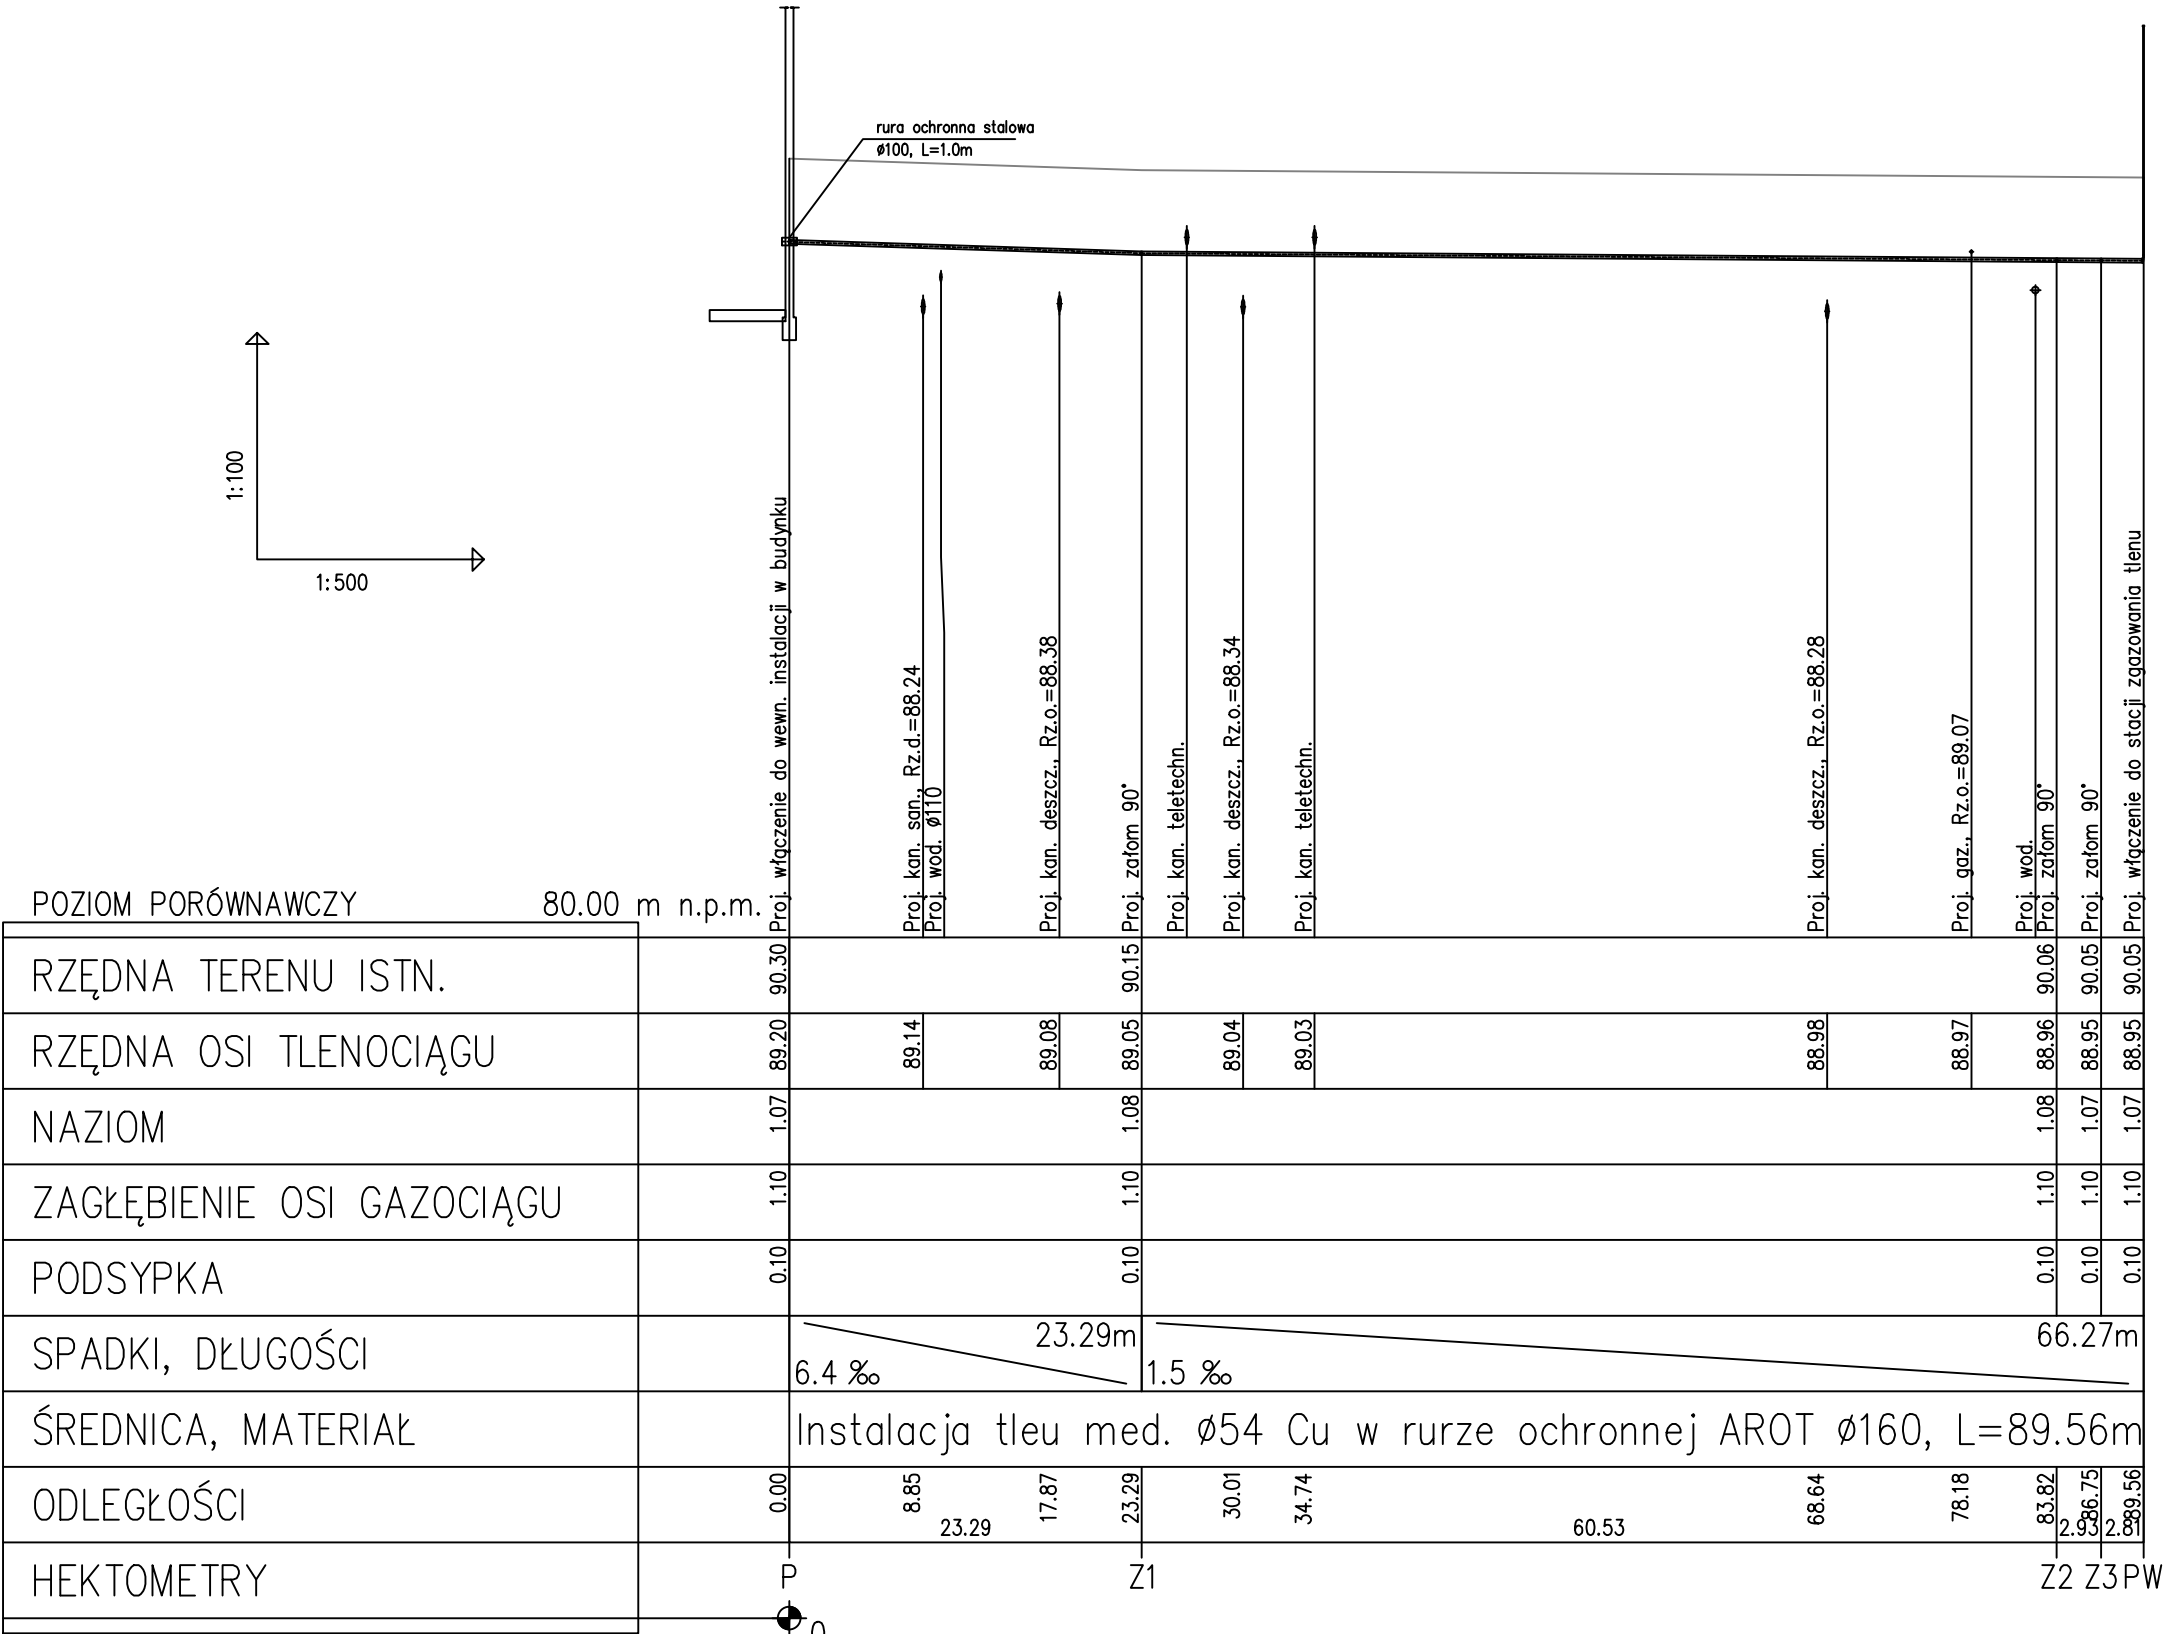 rura ochronna stalowa
ø100, L=1.0m
1:100
1:500
Proj. włączenie do wewn. instalacji w budynku
Proj. kan. san., Rz.d.=88.24
Proj. wod. ø110
Proj. kan. deszcz., Rz.o.=88.38
Proj. załom 90°
Proj. kan. teletechn.
Proj. kan. deszcz., Rz.o.=88.34
Proj. kan. teletechn.
Proj. kan. deszcz., Rz.o.=88.28
Proj. gaz., Rz.o.=89.07
Proj. wod.
Proj. załom 90°
Proj. załom 90°
Proj. włączenie do stacji zgazowania tlenu
POZIOM PORÓWNAWCZY 80.00 m n.p.m.
RZĘDNA TERENU ISTN. 90.30 90.15 90.06 90.05 90.05
RZĘDNA OSI TLENOCIĄGU 89.20 89.14 89.08 89.05 89.04 89.03 88.98 88.97 88.96 88.95 88.95
NAZIOM 1.07 1.08 1.08 1.07 1.07
ZAGŁĘBIENIE OSI GAZOCIĄGU 1.10 1.10 1.10 1.10 1.10
PODSYPKA 0.10 0.10 0.10 0.10 0.10
SPADKI, DŁUGOŚCI 6.4 ‰ 23.29m 1.5 ‰ 66.27m
ŚREDNICA, MATERIAŁ Instalacja tleu med. ø54 Cu w rurze ochronnej AROT ø160, L=89.56m
ODLEGŁOŚCI 0.00 8.85 17.87 23.29 30.01 34.74 68.64 78.18 83.82 86.75 89.56
23.29 60.53 2.93 2.81
HEKTOMETRY P Z1 Z2 Z3 PW
0